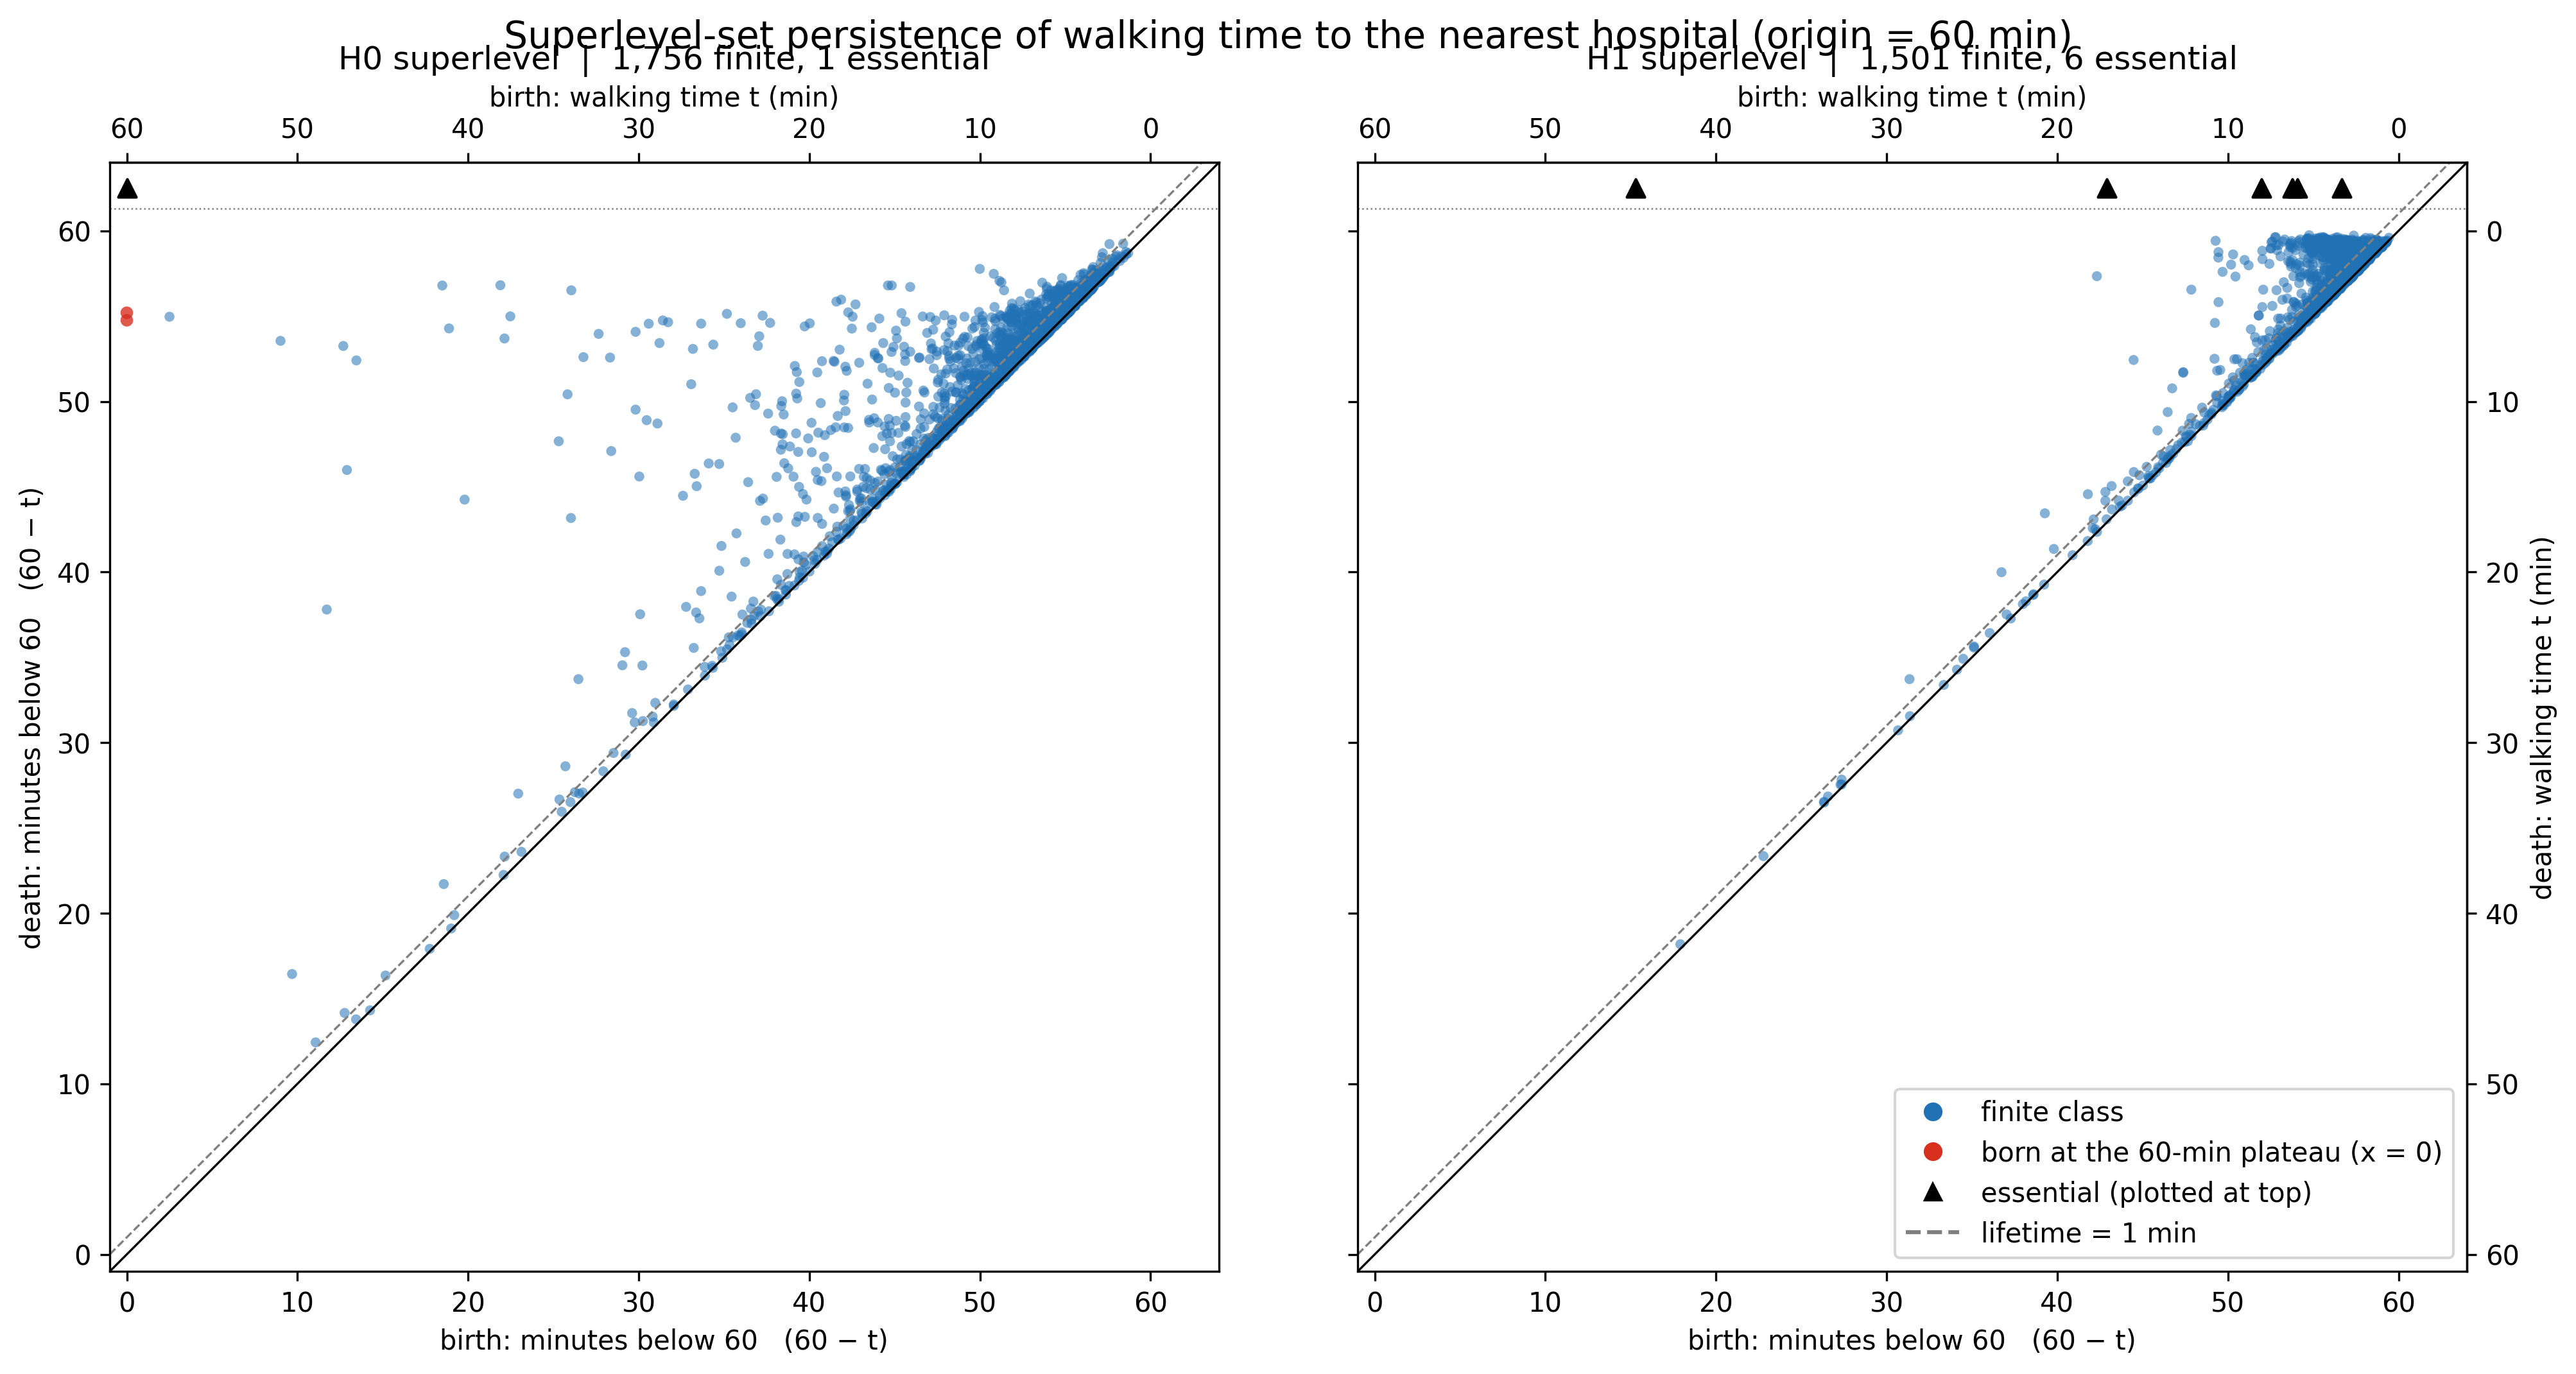 Superlevel-set persistence of walking time to the nearest hospital (origin = 60 min)
H0 superlevel | 1,756 finite, 1 essential
birth: walking time t (min)
60 50 40 30 20 10 0
60
50
40
30
20
10
0
death: minutes below 60 (60 − t)
0 10 20 30 40 50 60
birth: minutes below 60 (60 − t)
H1 superlevel | 1,501 finite, 6 essential
birth: walking time t (min)
60 50 40 30 20 10 0
0
10
20
30
40
50
60
death: walking time t (min)
finite class
born at the 60-min plateau (x = 0)
essential (plotted at top)
lifetime = 1 min
0 10 20 30 40 50 60
birth: minutes below 60 (60 − t)